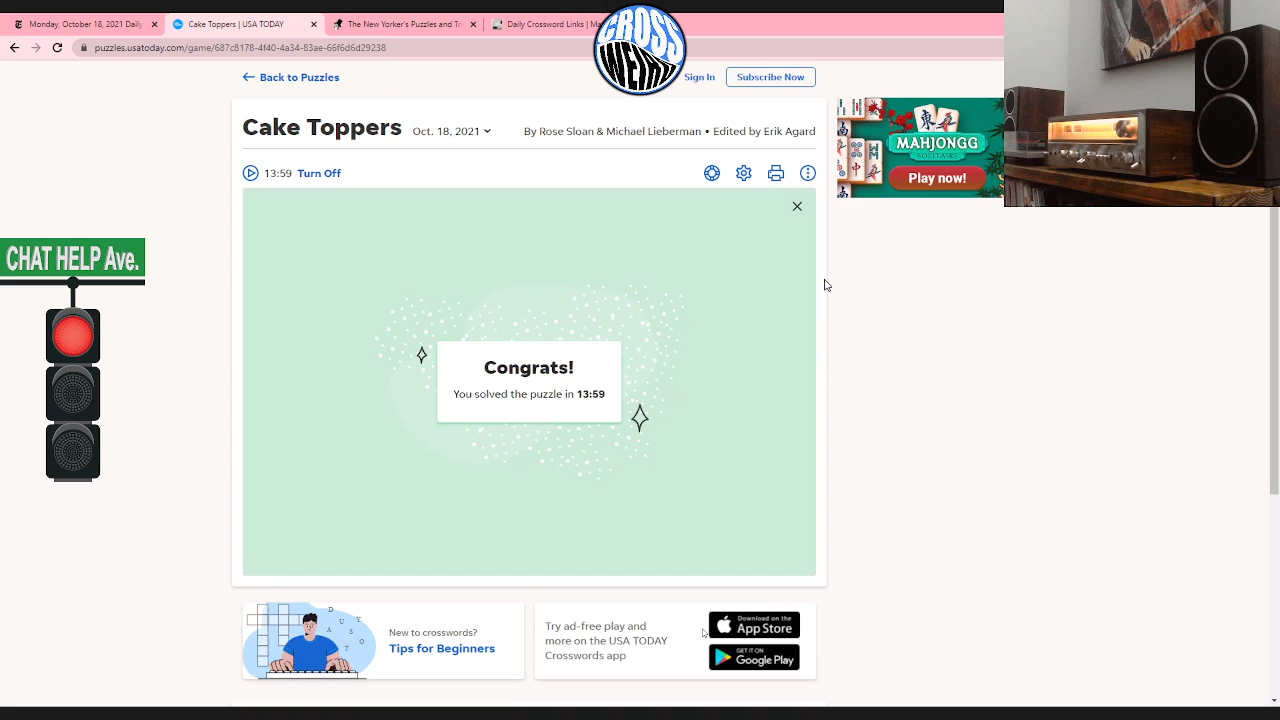 Monday, October 18, 2021 Daily
Cake Toppers | USA TODAY
The New Yorker's Puzzles and Tri
Daily Crossword Links | Ma
puzzles.usatoday.com/game/687c8178-4f40-4a34-83ae-66f6d6d29238
CROSS
WEIRD
Back to Puzzles
Sign In
Subscribe Now
Cake Toppers
Oct. 18, 2021
By Rose Sloan & Michael Lieberman • Edited by Erik Agard
MAHJONGG
SOLITAIRE
Play now!
13:59 Turn Off
CHAT HELP Ave.
Congrats!
You solved the puzzle in 13:59
D
U
Y
S
A
O
T
New to crosswords?
Tips for Beginners
Try ad-free play and
more on the USA TODAY
Crosswords app
Download on the
App Store
GET IT ON
Google Play